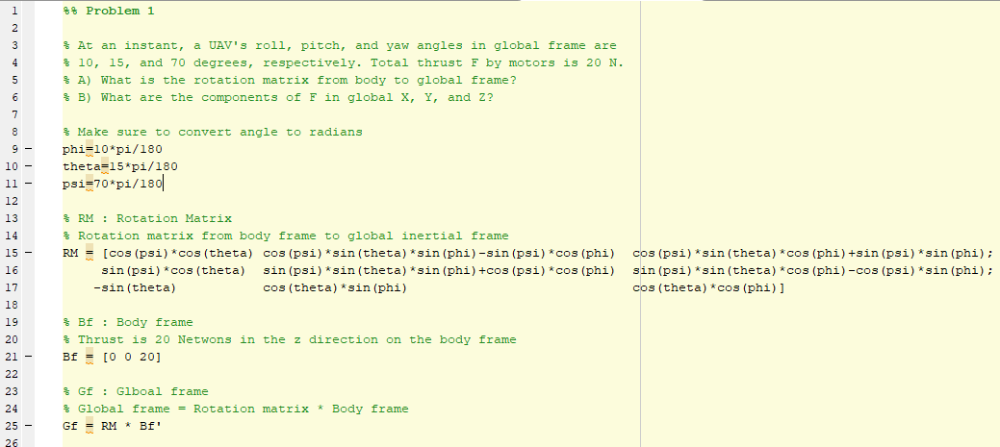 1 %% Problem 1
2
3 % At an instant, a UAV's roll, pitch, and yaw angles in global frame are
4 % 10, 15, and 70 degrees, respectively. Total thrust F by motors is 20 N.
5 % A) What is the rotation matrix from body to global frame?
6 % B) What are the components of F in global X, Y, and Z?
7
8 % Make sure to convert angle to radians
9 – phi=10*pi/180
10 – theta=15*pi/180
11 – psi=70*pi/180
12
13 % RM : Rotation Matrix
14 % Rotation matrix from body frame to global inertial frame
15 – RM = [cos(psi)*cos(theta) cos(psi)*sin(theta)*sin(phi)-sin(psi)*cos(phi) cos(psi)*sin(theta)*cos(phi)+sin(psi)*sin(phi);
16 sin(psi)*cos(theta) sin(psi)*sin(theta)*sin(phi)+cos(psi)*cos(phi) sin(psi)*sin(theta)*cos(phi)-cos(psi)*sin(phi);
17 -sin(theta) cos(theta)*sin(phi) cos(theta)*cos(phi)]
18
19 % Bf : Body frame
20 % Thrust is 20 Netwons in the z direction on the body frame
21 – Bf = [0 0 20]
22
23 % Gf : Glboal frame
24 % Global frame = Rotation matrix * Body frame
25 – Gf = RM * Bf'
26